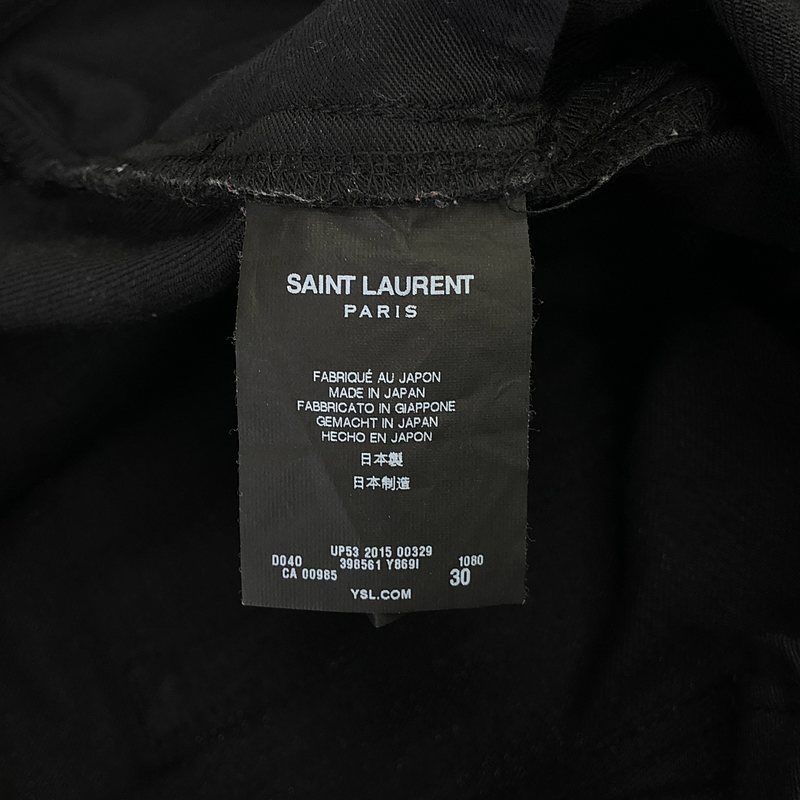 SAINT LAURENT
PARIS
FABRIQUÉ AU JAPON
MADE IN JAPAN
FABBRICATO IN GIAPPONE
GEMACHT IN JAPAN
HECHO EN JAPON
日本製
日本制造
UP53 2015 00329
D040 398561 Y869I 1080
CA 00985 30
YSL.COM